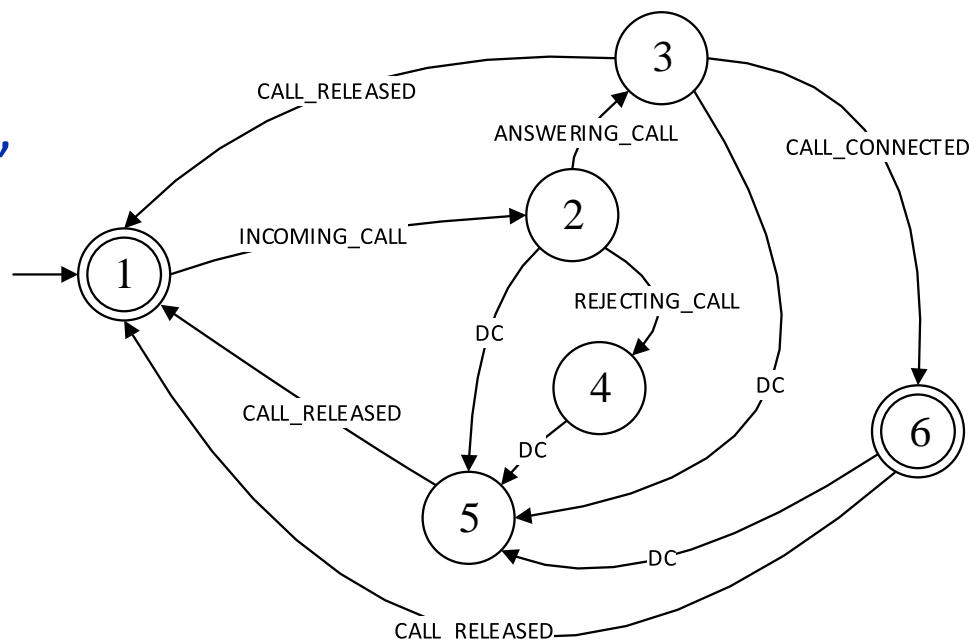 3
CALL_RELEASED
ANSWERING_CALL
CALL_CONNECTED
,
2
INCOMING_CALL
1
REJECTING_CALL
DC
4
DC
CALL_RELEASED
6
DC
5
DC
CALL_RELEASED